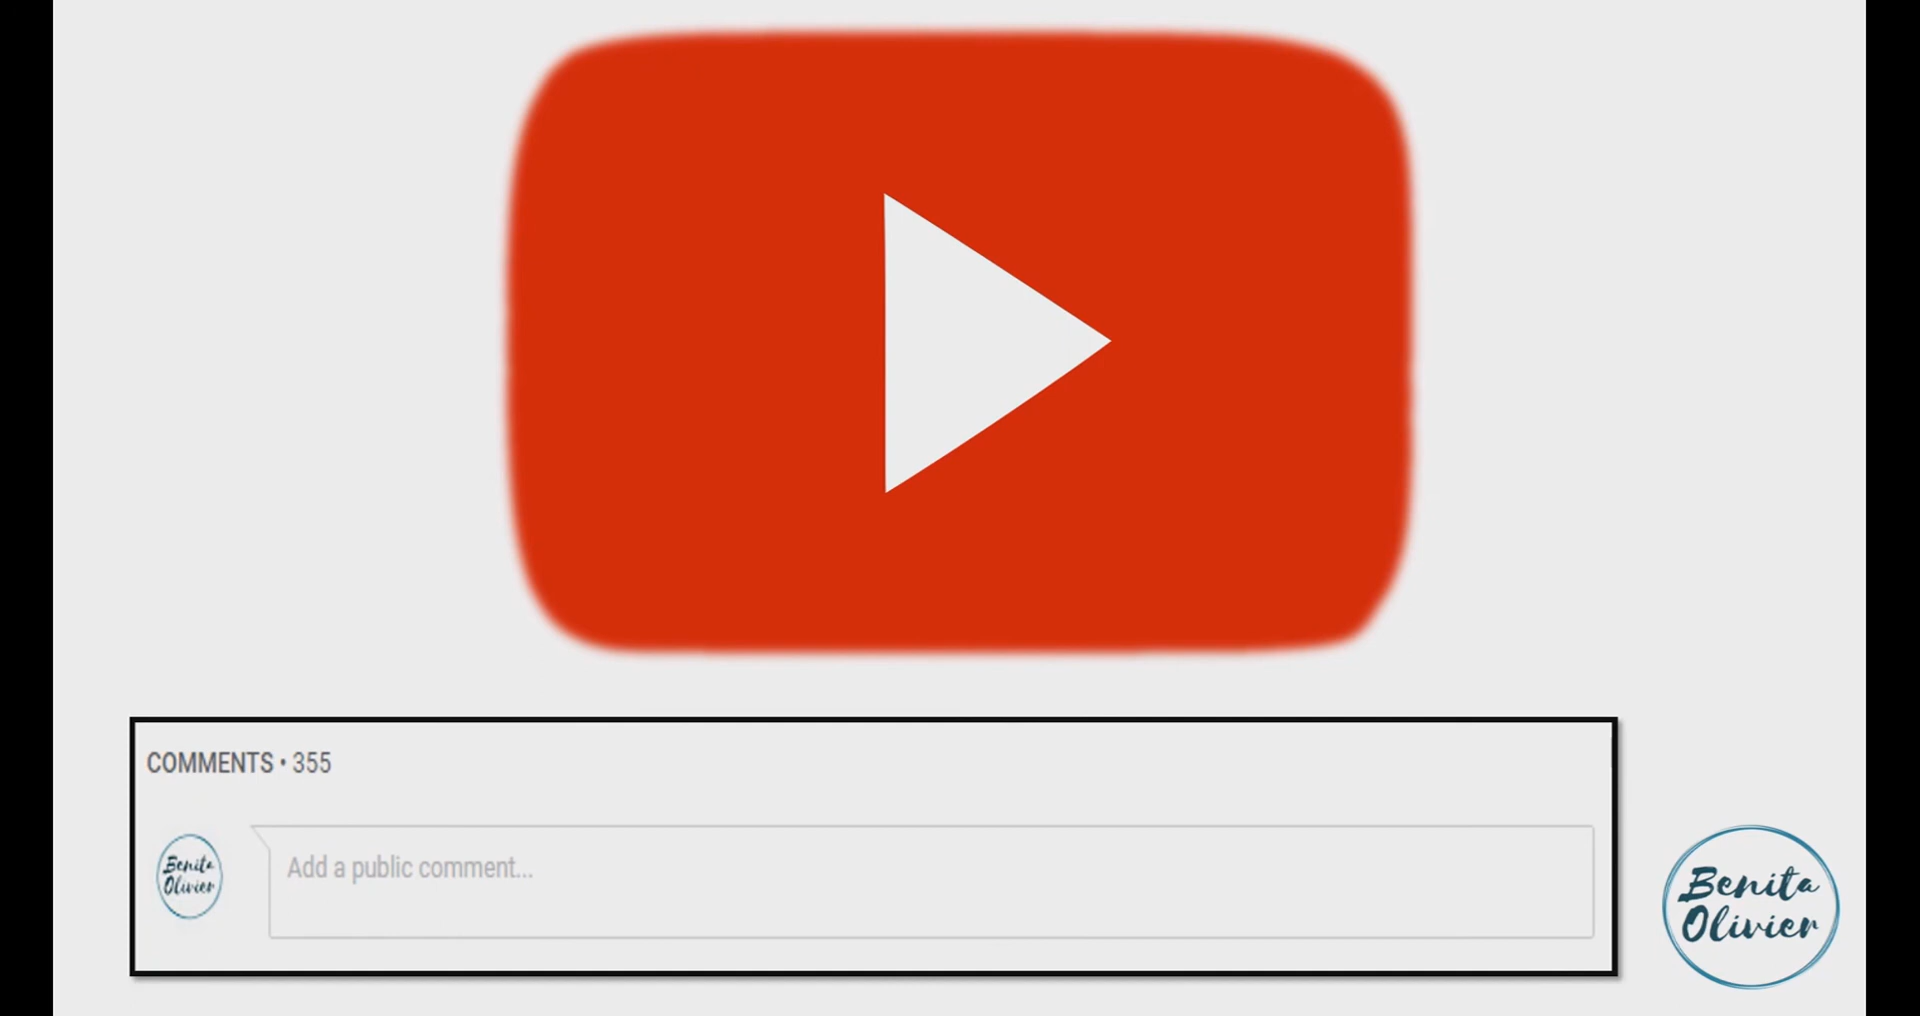 COMMENTS • 355
Benita
Olivier
Add a public comment...
Benita
Olivier